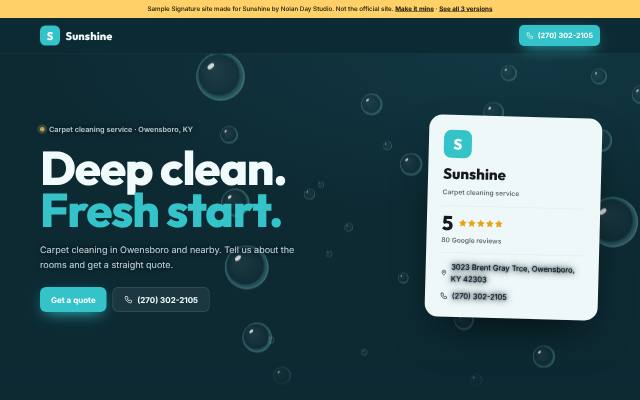 Sample Signature site made for Sunshine by Nolan Day Studio. Not the official site. Make it mine · See all 3 versions
S Sunshine
(270) 302-2105
Carpet cleaning service · Owensboro, KY
Deep clean.
Fresh start.
Carpet cleaning in Owensboro and nearby. Tell us about the
rooms and get a straight quote.
Get a quote
(270) 302-2105
S
Sunshine
Carpet cleaning service
5 ★★★★★
80 Google reviews
3023 Brent Gray Trce, Owensboro,
KY 42303
(270) 302-2105